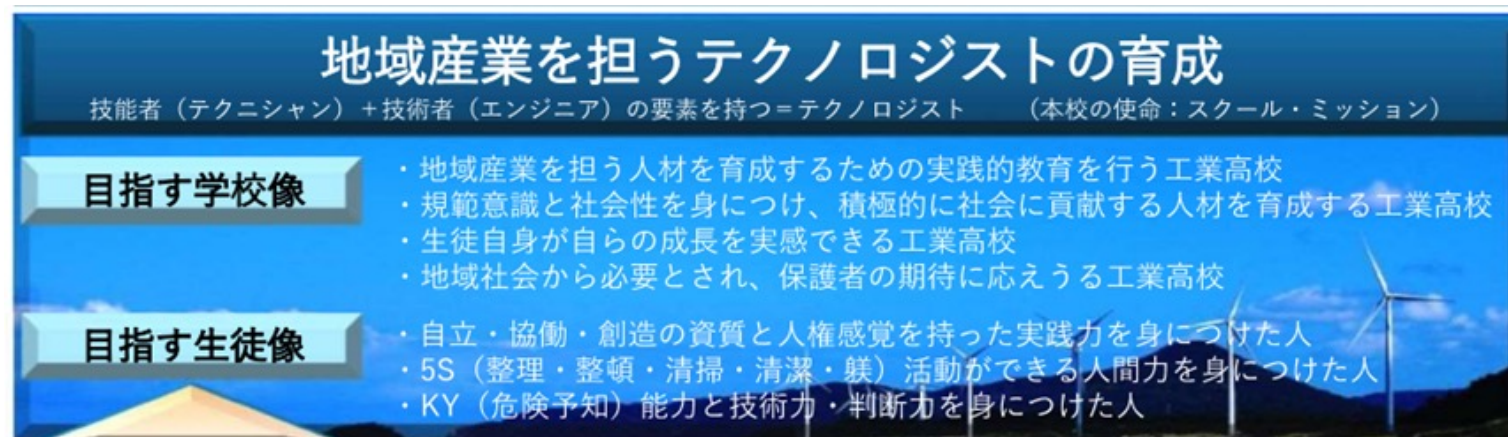 地域産業を担うテクノロジストの育成
技能者（テクニシャン）＋技術者（エンジニア）の要素を持つ＝テクノロジスト　　（本校の使命：スクール・ミッション）
目指す学校像
・地域産業を担う人材を育成するための実践的教育を行う工業高校
・規範意識と社会性を身につけ、積極的に社会に貢献する人材を育成する工業高校
・生徒自身が自らの成長を実感できる工業高校
・地域社会から必要とされ、保護者の期待に応えうる工業高校
目指す生徒像
・自立・協働・創造の資質と人権感覚を持った実践力を身につけた人
・5S（整理・整頓・清掃・清潔・躾）活動ができる人間力を身につけた人
・KY（危険予知）能力と技術力・判断力を身につけた人